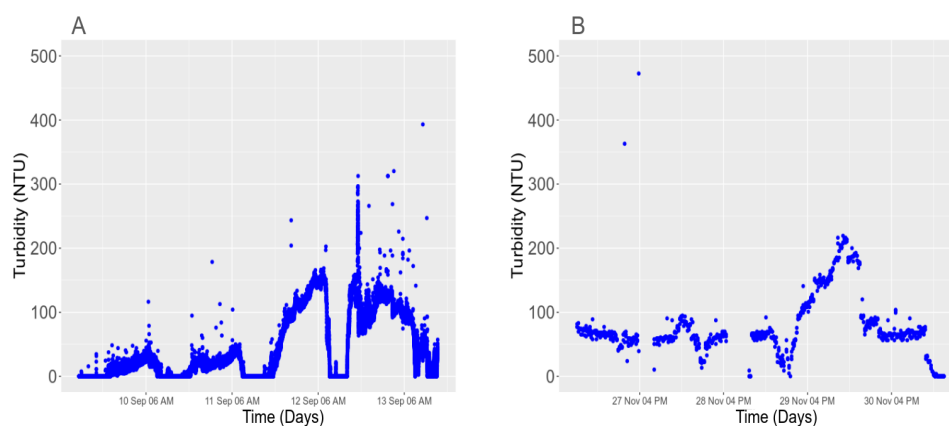 A
500
400
300
200
100
0
Turbidity (NTU)
10 Sep 06 AM 11 Sep 06 AM 12 Sep 06 AM 13 Sep 06 AM
Time (Days)
B
500
400
300
200
100
0
Turbidity (NTU)
27 Nov 04 PM 28 Nov 04 PM 29 Nov 04 PM 30 Nov 04 PM
Time (Days)